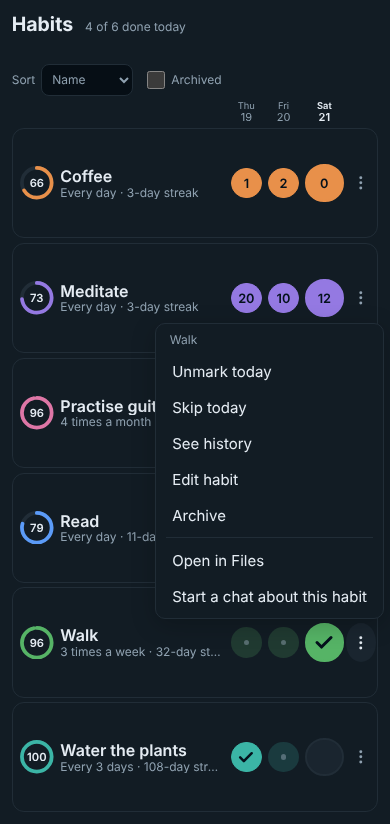 Habits 4 of 6 done today
Sort Name Archived
Thu Fri Sat
19 20 21
66 Coffee 1 2 0
Every day · 3-day streak
73 Meditate 20 10 12
Every day · 3-day streak
Walk
Unmark today
96 Practise guit
4 times a month
Skip today
See history
Edit habit
Archive
79 Read
Every day · 11-da
Open in Files
Start a chat about this habit
96 Walk
3 times a week · 32-day st...
100 Water the plants
Every 3 days · 108-day str...